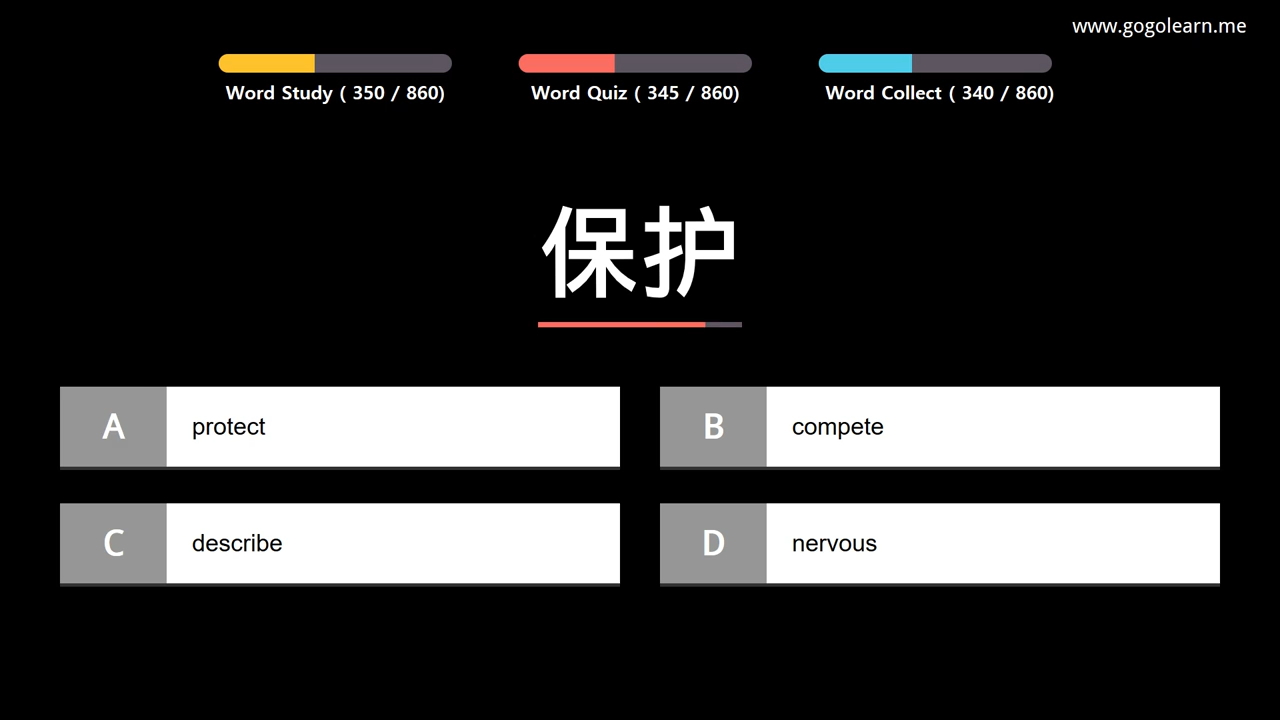 www.gogolearn.me
Word Study ( 350 / 860)
Word Quiz ( 345 / 860)
Word Collect ( 340 / 860)
保护
A protect
B compete
C describe
D nervous